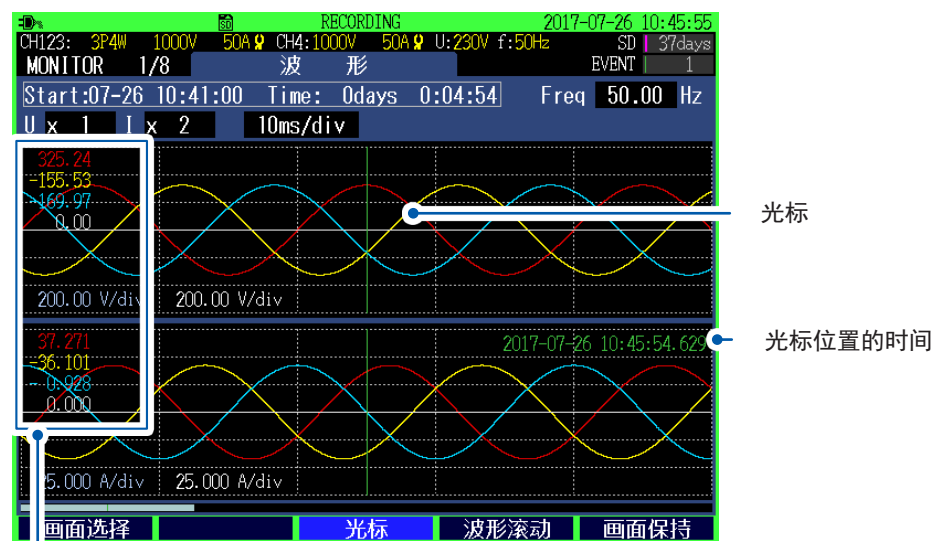 SD RECORDING 2017-07-26 10:45:55
CH123: 3P4W 1000V 50A CH4:1000V 50A U:230V f:50Hz SD 37days
MONITOR 1/8 波 形 EVENT 1
Start:07-26 10:41:00 Time: 0days 0:04:54 Freq 50.00 Hz
U x 1 I x 2 10ms/div
325.24
-155.53
-169.97
0.00
光标
200.00 V/div 200.00 V/div
37.271 2017-07-26 10:45:54.629 光标位置的时间
-36.101
- 0.928
0.000
25.000 A/div 25.000 A/div
画面选择 光标 波形滚动 画面保持